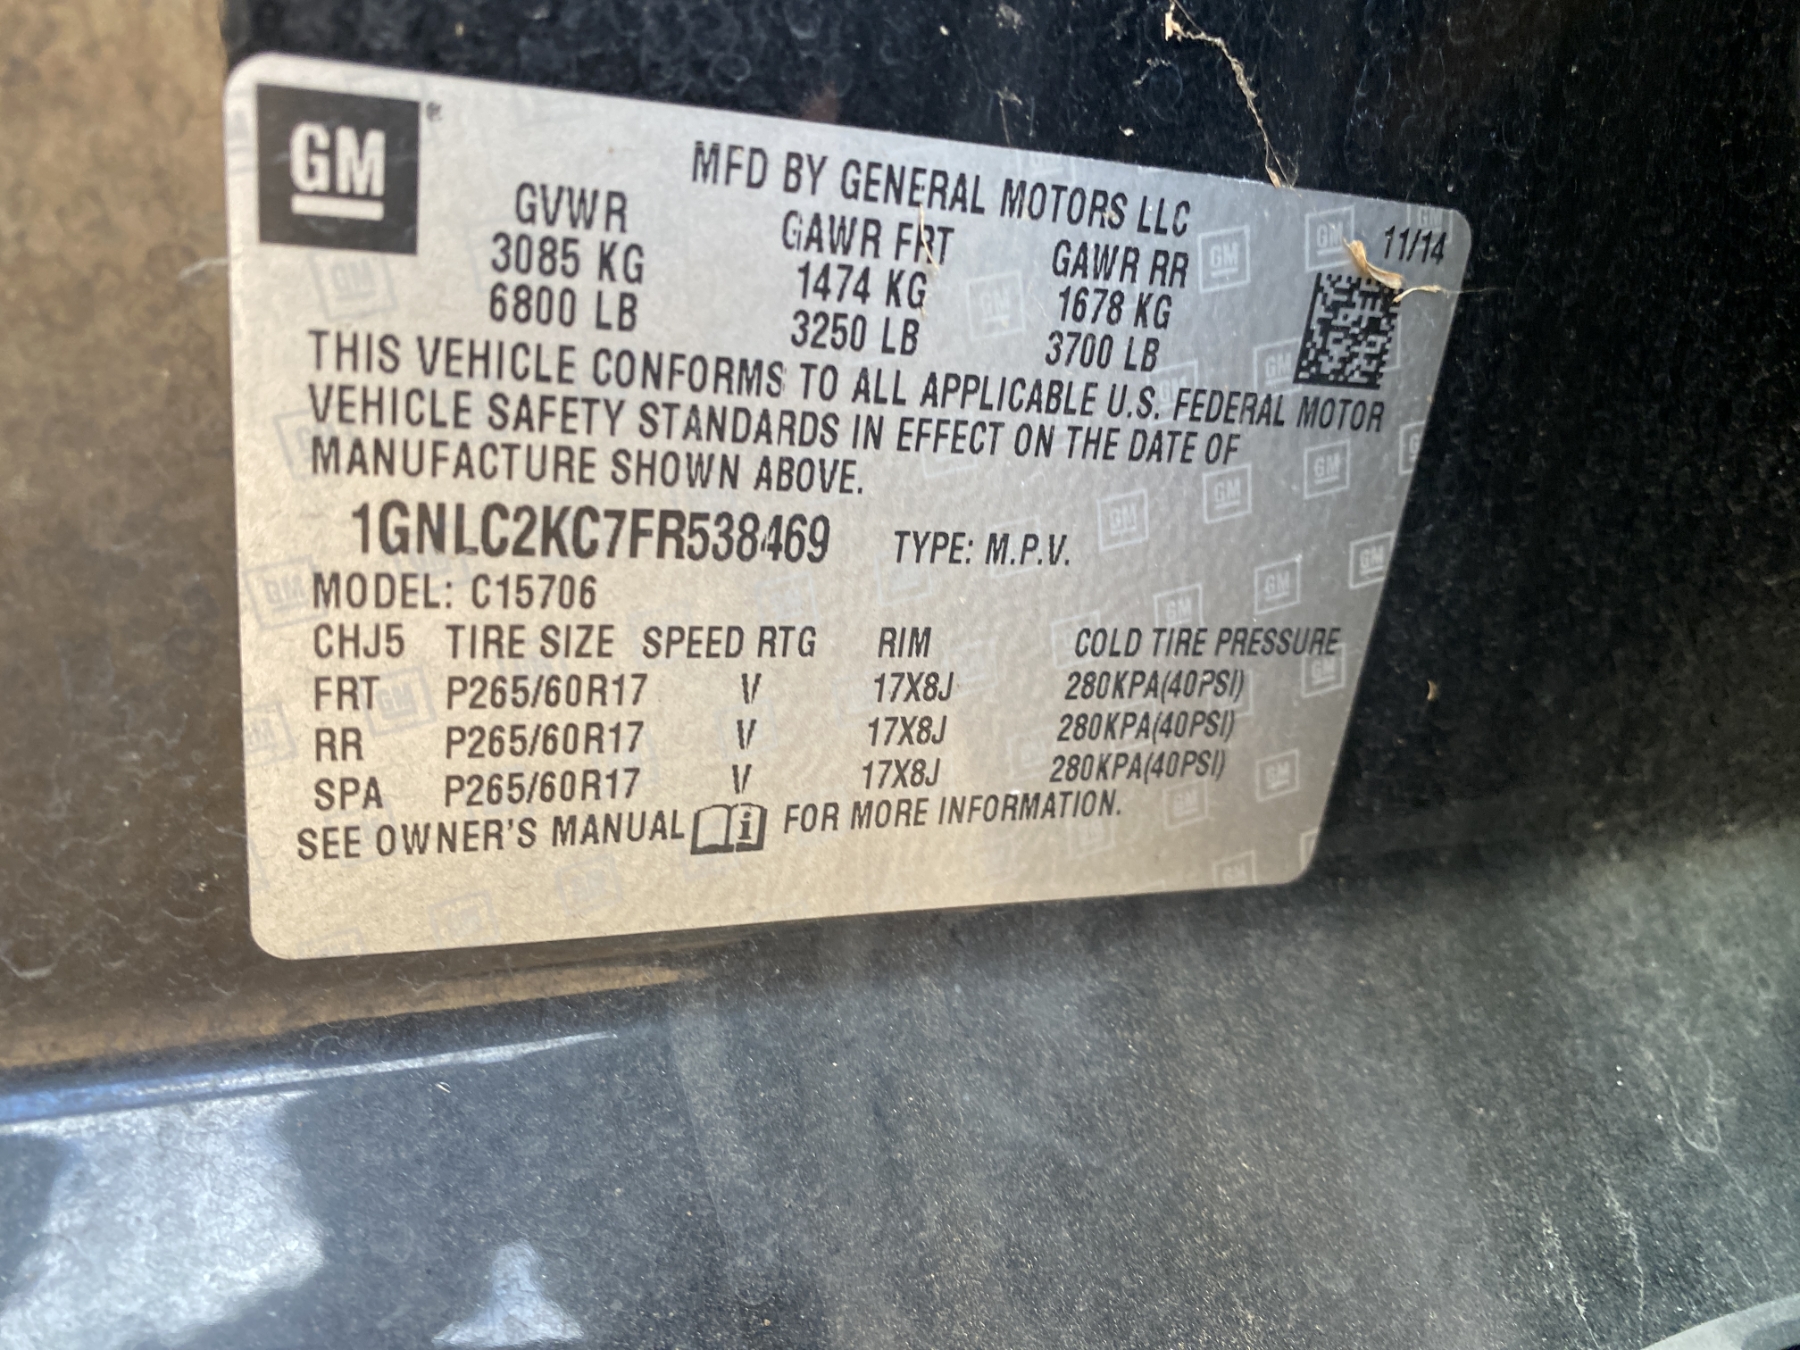 GM
MFD BY GENERAL MOTORS LLC
11/14
GVWR GAWR FRT GAWR RR
3085 KG 1474 KG 1678 KG
6800 LB 3250 LB 3700 LB
THIS VEHICLE CONFORMS TO ALL APPLICABLE U.S. FEDERAL MOTOR
VEHICLE SAFETY STANDARDS IN EFFECT ON THE DATE OF
MANUFACTURE SHOWN ABOVE.
1GNLC2KC7FR538469 TYPE: M.P.V.
MODEL: C15706
CHJ5 TIRE SIZE SPEED RTG RIM COLD TIRE PRESSURE
FRT P265/60R17 V 17X8J 280KPA(40PSI)
RR P265/60R17 V 17X8J 280KPA(40PSI)
SPA P265/60R17 V 17X8J 280KPA(40PSI)
SEE OWNER'S MANUAL i FOR MORE INFORMATION.